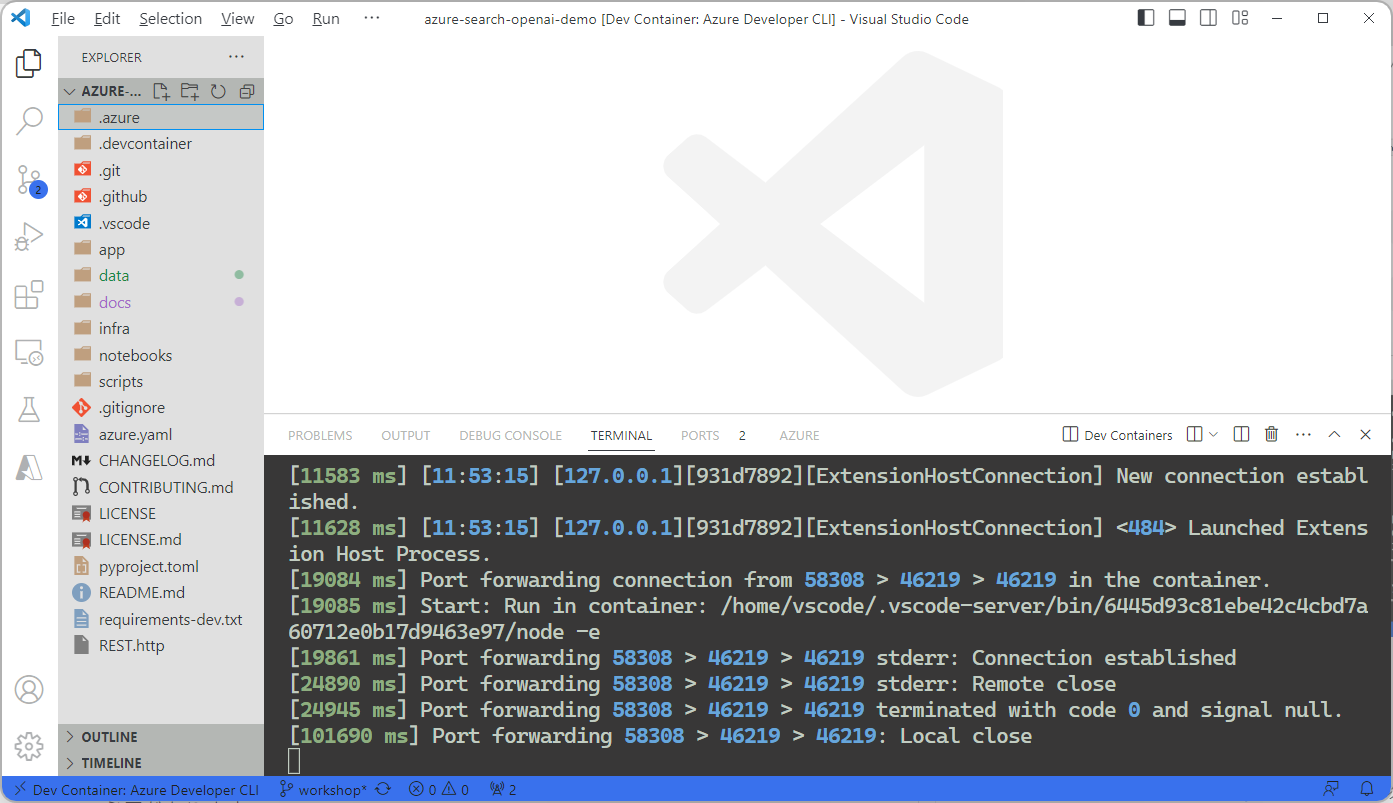 File Edit Selection View Go Run ··· azure-search-openai-demo [Dev Container: Azure Developer CLI] - Visual Studio Code
EXPLORER ···
AZURE-...
.azure
.devcontainer
.git
.github
2
.vscode
app
data
docs
infra
notebooks
scripts
.gitignore
azure.yaml
CHANGELOG.md
CONTRIBUTING.md
LICENSE
LICENSE.md
pyproject.toml
README.md
requirements-dev.txt
REST.http
OUTLINE
TIMELINE
PROBLEMS OUTPUT DEBUG CONSOLE TERMINAL PORTS 2 AZURE Dev Containers ···
[11583 ms] [11:53:15] [127.0.0.1][931d7892][ExtensionHostConnection] New connection establ
ished.
[11628 ms] [11:53:15] [127.0.0.1][931d7892][ExtensionHostConnection] <484> Launched Extens
ion Host Process.
[19084 ms] Port forwarding connection from 58308 > 46219 > 46219 in the container.
[19085 ms] Start: Run in container: /home/vscode/.vscode-server/bin/6445d93c81ebe42c4cbd7a
60712e0b17d9463e97/node -e
[19861 ms] Port forwarding 58308 > 46219 > 46219 stderr: Connection established
[24890 ms] Port forwarding 58308 > 46219 > 46219 stderr: Remote close
[24945 ms] Port forwarding 58308 > 46219 > 46219 terminated with code 0 and signal null.
[101690 ms] Port forwarding 58308 > 46219 > 46219: Local close
Dev Container: Azure Developer CLI workshop* 0 0 2